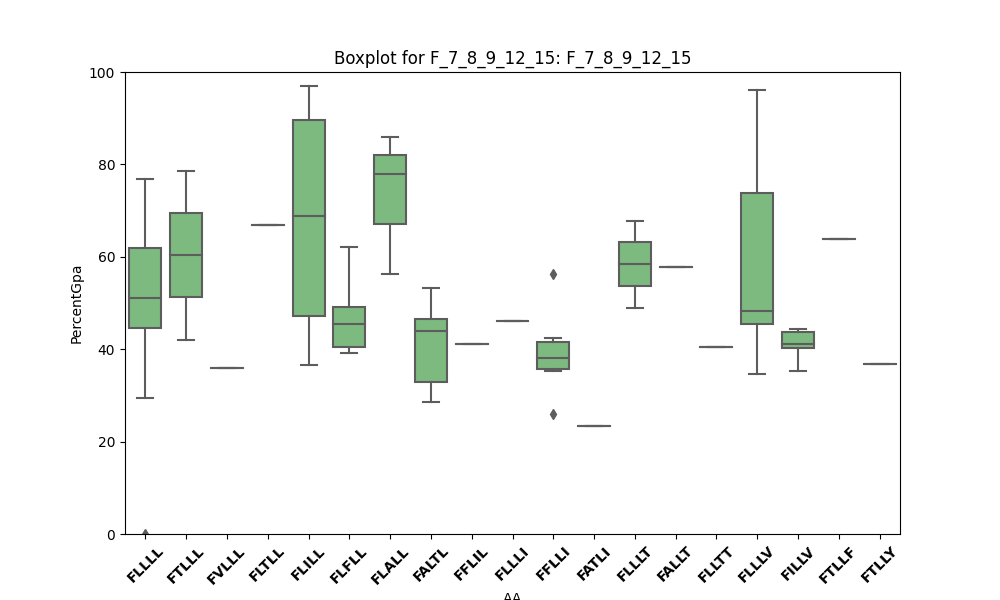 Boxplot for F_7_8_9_12_15: F_7_8_9_12_15
100
80
60
40
20
0
PercentGpa
FLLLL
FTLLL
FVLLL
FLTLL
FLILL
FLFLL
FLALL
FALTL
FFLIL
FLLLI
FFLLI
FATLI
FLLLT
FALLT
FLLTT
FLLLV
FILLV
FTLLF
FTLLY
AA